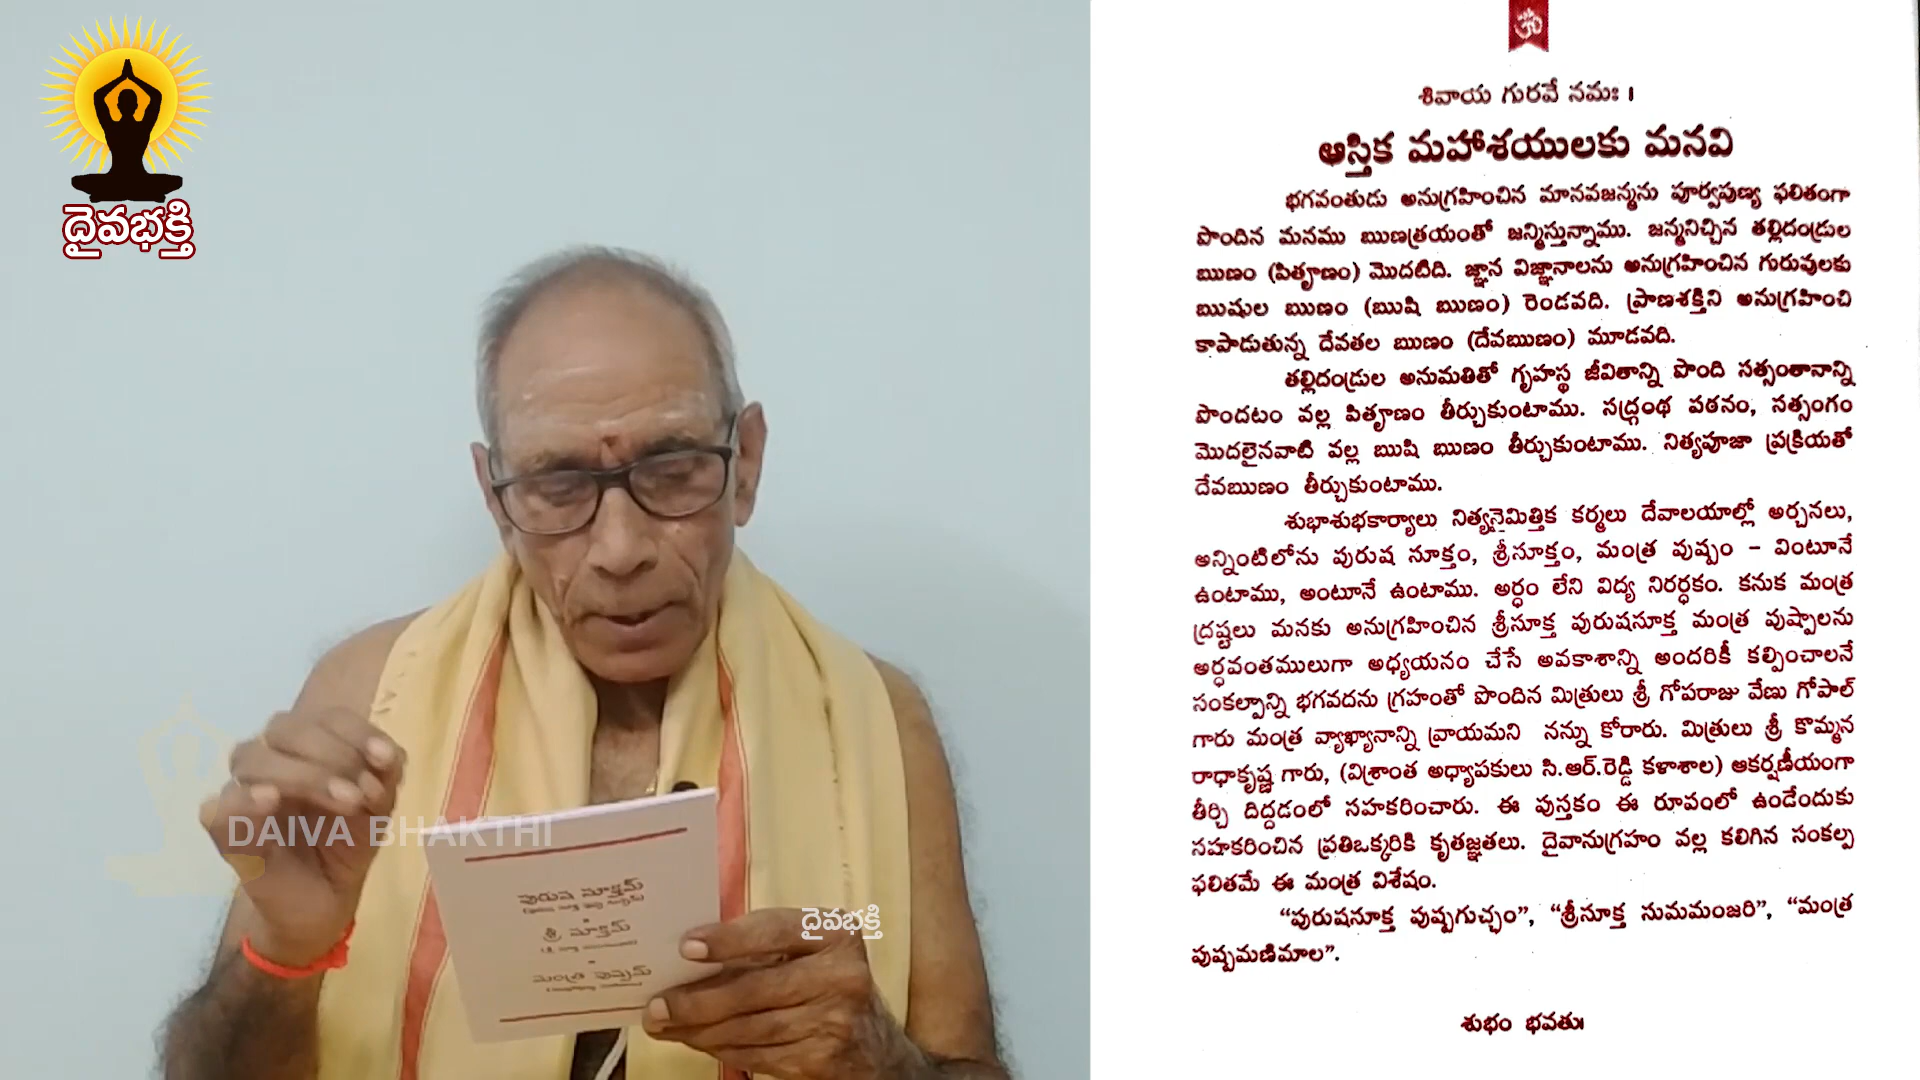 దైవభక్తి
DAIVA BHAKTHI
దైవభక్తి
పురుష సూక్తమ్
శ్రీ సూక్తమ్
మంత్ర పుష్పమ్
ॐ
శివాయ గురవే నమః ।
ఆస్తిక మహాశయులకు మనవి
భగవంతుడు అనుగ్రహించిన మానవజన్మను పూర్వపుణ్య ఫలితంగా
పొందిన మనము ఋణత్రయంతో జన్మిస్తున్నాము. జన్మనిచ్చిన తల్లిదండ్రుల
ఋణం (పితౄణం) మొదటిది. జ్ఞాన విజ్ఞానాలను అనుగ్రహించిన గురువులకు
ఋషుల ఋణం (ఋషి ఋణం) రెండవది. ప్రాణశక్తిని అనుగ్రహించి
కాపాడుతున్న దేవతల ఋణం (దేవఋణం) మూడవది.
తల్లిదండ్రుల అనుమతితో గృహస్థ జీవితాన్ని పొంది సత్సంతానాన్ని
పొందటం వల్ల పితౄణం తీర్చుకుంటాము. సద్గ్రంథ పఠనం, సత్సంగం
మొదలైనవాటి వల్ల ఋషి ఋణం తీర్చుకుంటాము. నిత్యపూజా ప్రక్రియతో
దేవఋణం తీర్చుకుంటాము.
శుభాశుభకార్యాలు నిత్యనైమిత్తిక కర్మలు దేవాలయాల్లో అర్చనలు,
అన్నింటిలోను పురుష సూక్తం, శ్రీసూక్తం, మంత్ర పుష్పం – వింటూనే
ఉంటాము, అంటూనే ఉంటాము. అర్ధం లేని విద్య నిరర్ధకం. కనుక మంత్ర
ద్రష్టలు మనకు అనుగ్రహించిన శ్రీసూక్త పురుషసూక్త మంత్ర పుష్పాలను
అర్ధవంతములుగా అధ్యయనం చేసే అవకాశాన్ని అందరికీ కల్పించాలనే
సంకల్పాన్ని భగవదను గ్రహంతో పొందిన మిత్రులు శ్రీ గోపరాజు వేణు గోపాల్
గారు మంత్ర వ్యాఖ్యానాన్ని వ్రాయమని నన్ను కోరారు. మిత్రులు శ్రీ కొమ్మన
రాధాకృష్ణ గారు, (విశ్రాంత అధ్యాపకులు సి.ఆర్.రెడ్డి కళాశాల) ఆకర్షణీయంగా
తీర్చి దిద్దడంలో సహకరించారు. ఈ పుస్తకం ఈ రూపంలో ఉండేందుకు
సహకరించిన ప్రతిఒక్కరికి కృతజ్ఞతలు. దైవానుగ్రహం వల్ల కలిగిన సంకల్ప
ఫలితమే ఈ మంత్ర విశేషం.
“పురుషసూక్త పుష్పగుచ్ఛం”, “శ్రీసూక్త సుమమంజరి”, “మంత్ర
పుష్పమణిమాల”.
శుభం భవతు।